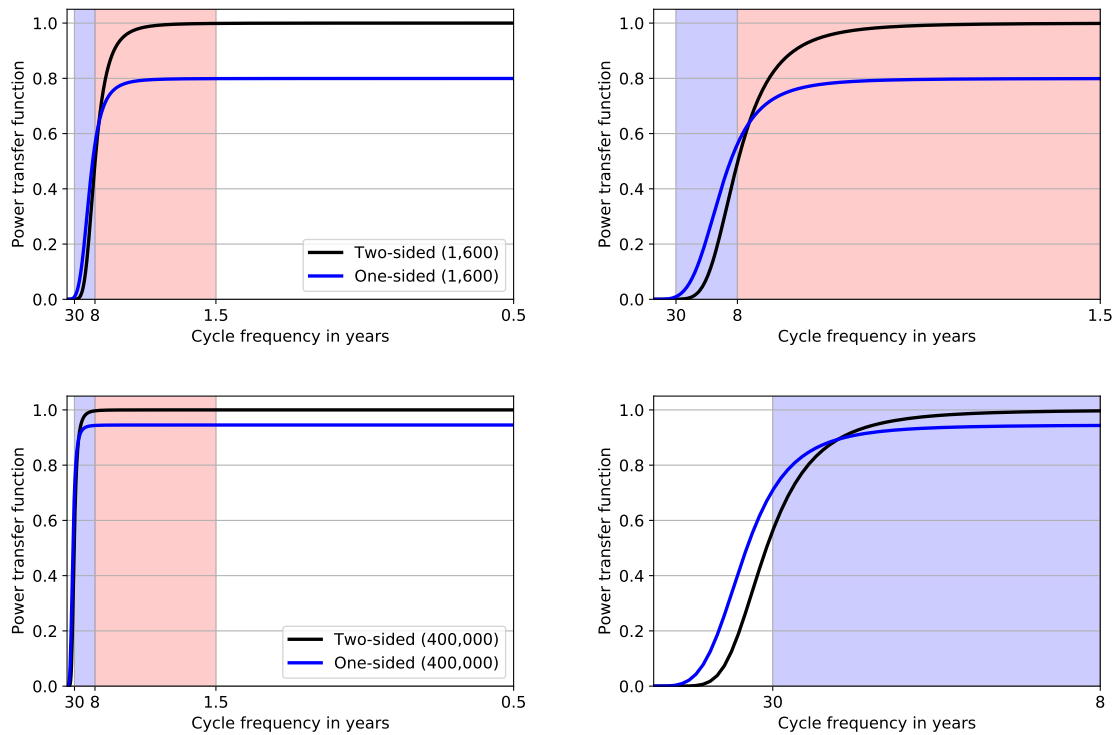 Power transfer function
1.0
0.8
0.6
0.4
0.2
0.0
Two-sided (1,600)
One-sided (1,600)
30 8 1.5 0.5
Cycle frequency in years
Power transfer function
1.0
0.8
0.6
0.4
0.2
0.0
30 8 1.5
Cycle frequency in years
Power transfer function
1.0
0.8
0.6
0.4
0.2
0.0
Two-sided (400,000)
One-sided (400,000)
30 8 1.5 0.5
Cycle frequency in years
Power transfer function
1.0
0.8
0.6
0.4
0.2
0.0
30 8
Cycle frequency in years